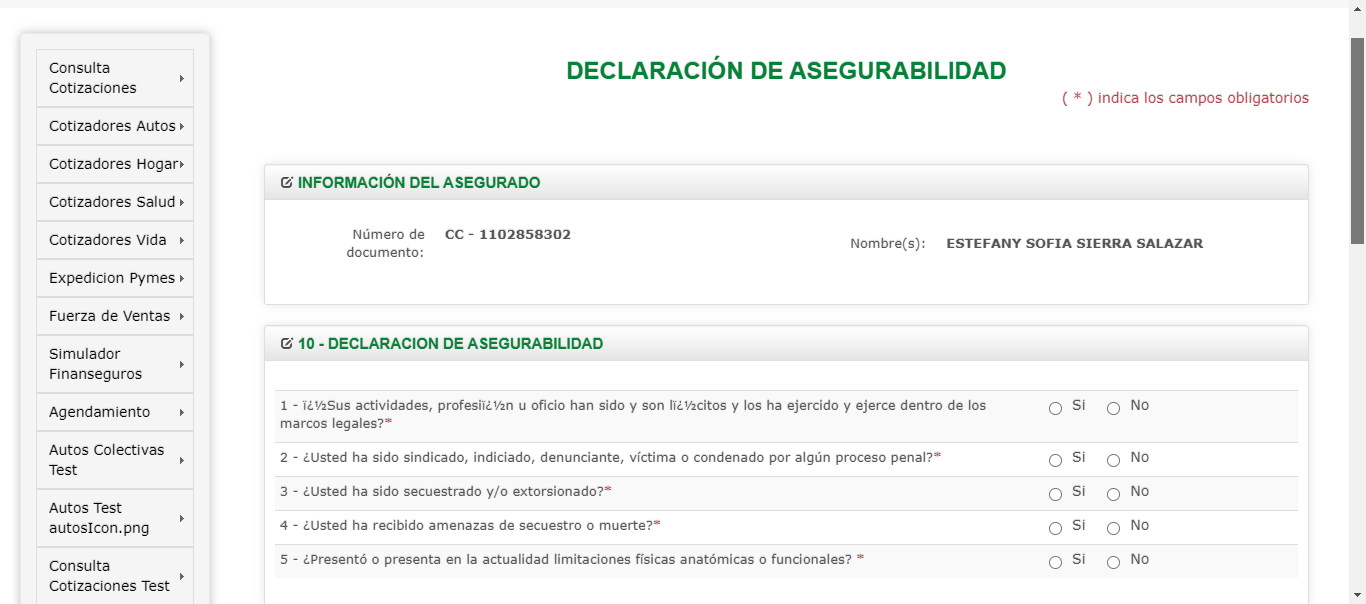 Consulta
Cotizaciones
Cotizadores Autos
Cotizadores Hogar
Cotizadores Salud
Cotizadores Vida
Expedicion Pymes
Fuerza de Ventas
Simulador
Finanseguros
Agendamiento
Autos Colectivas
Test
Autos Test
autosIcon.png
Consulta
Cotizaciones Test
DECLARACIÓN DE ASEGURABILIDAD
( * ) indica los campos obligatorios
INFORMACIÓN DEL ASEGURADO
Número de documento: CC - 1102858302
Nombre(s): ESTEFANY SOFIA SIERRA SALAZAR
10 - DECLARACION DE ASEGURABILIDAD
1 - ï¿½Sus actividades, profesiï¿½n u oficio han sido y son lï¿½citos y los ha ejercido y ejerce dentro de los
marcos legales?* Si No
2 - ¿Usted ha sido sindicado, indiciado, denunciante, víctima o condenado por algún proceso penal?* Si No
3 - ¿Usted ha sido secuestrado y/o extorsionado?* Si No
4 - ¿Usted ha recibido amenazas de secuestro o muerte?* Si No
5 - ¿Presentó o presenta en la actualidad limitaciones físicas anatómicas o funcionales? * Si No